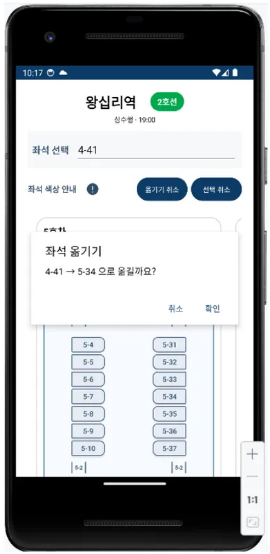 10:17
왕십리역 2호선
상수행 · 19:00
좌석 선택 4-41
좌석 색상 안내 ! 옮기기 취소 선택 취소
5호차
좌석 옮기기
4-41 → 5-34 으로 옮길까요?
취소 확인
5-4 5-31
5-5 5-32
5-6 5-33
5-7 5-34
5-8 5-35
5-9 5-36
5-10 5-37
5-2 5-2
1:1